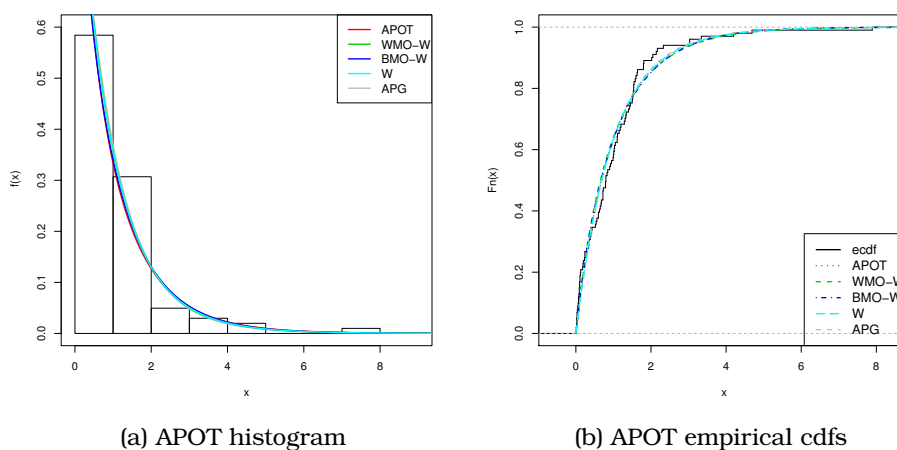 f(x)
0.0
0.1
0.2
0.3
0.4
0.5
0.6
0
2
4
6
8
x
APOT
WMO-W
BMO-W
W
APG
(a) APOT histogram
Fn(x)
0.0
0.2
0.4
0.6
0.8
1.0
0
2
4
6
8
x
ecdf
APOT
WMO-W
BMO-W
W
APG
(b) APOT empirical cdfs